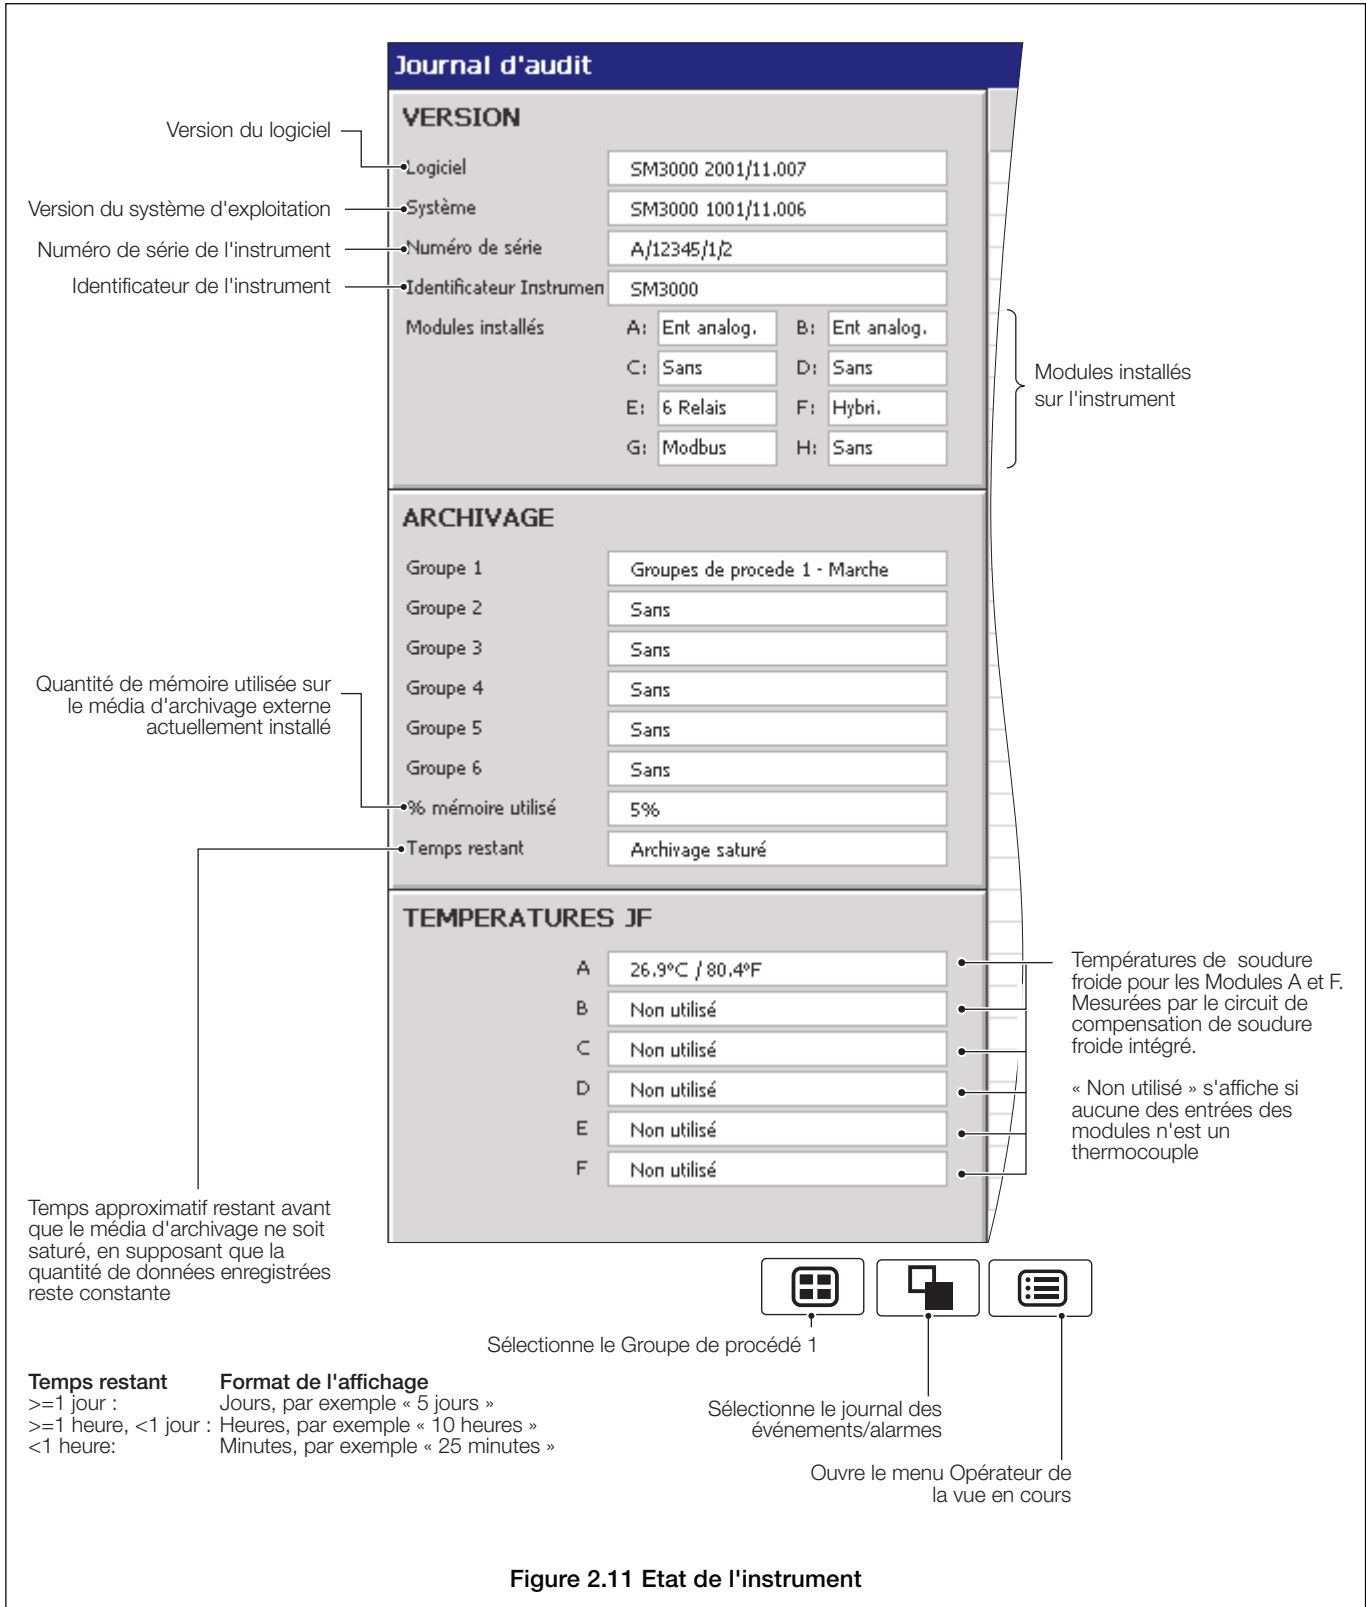 Journal d'audit
VERSION
Version du logiciel
Logiciel SM3000 2001/11.007
Version du système d'exploitation
Système SM3000 1001/11.006
Numéro de série de l'instrument
Numéro de série A/12345/1/2
Identificateur de l'instrument
Identificateur Instrumen SM3000
Modules installés A: Ent analog. B: Ent analog.
C: Sans D: Sans
E: 6 Relais F: Hybri.
G: Modbus H: Sans
Modules installés
sur l'instrument
ARCHIVAGE
Groupe 1 Groupes de procede 1 - Marche
Groupe 2 Sans
Groupe 3 Sans
Groupe 4 Sans
Groupe 5 Sans
Groupe 6 Sans
% mémoire utilisé 5%
Temps restant Archivage saturé
Quantité de mémoire utilisée sur
le média d'archivage externe
actuellement installé
TEMPERATURES JF
A 26.9ºC / 80.4ºF
B Non utilisé
C Non utilisé
D Non utilisé
E Non utilisé
F Non utilisé
Températures de soudure
froide pour les Modules A et F.
Mesurées par le circuit de
compensation de soudure
froide intégré.
« Non utilisé » s'affiche si
aucune des entrées des
modules n'est un
thermocouple
Temps approximatif restant avant
que le média d'archivage ne soit
saturé, en supposant que la
quantité de données enregistrées
reste constante
Sélectionne le Groupe de procédé 1
Sélectionne le journal des
événements/alarmes
Ouvre le menu Opérateur de
la vue en cours
Temps restant Format de l'affichage
>=1 jour : Jours, par exemple « 5 jours »
>=1 heure, <1 jour : Heures, par exemple « 10 heures »
<1 heure: Minutes, par exemple « 25 minutes »
Figure 2.11 Etat de l'instrument